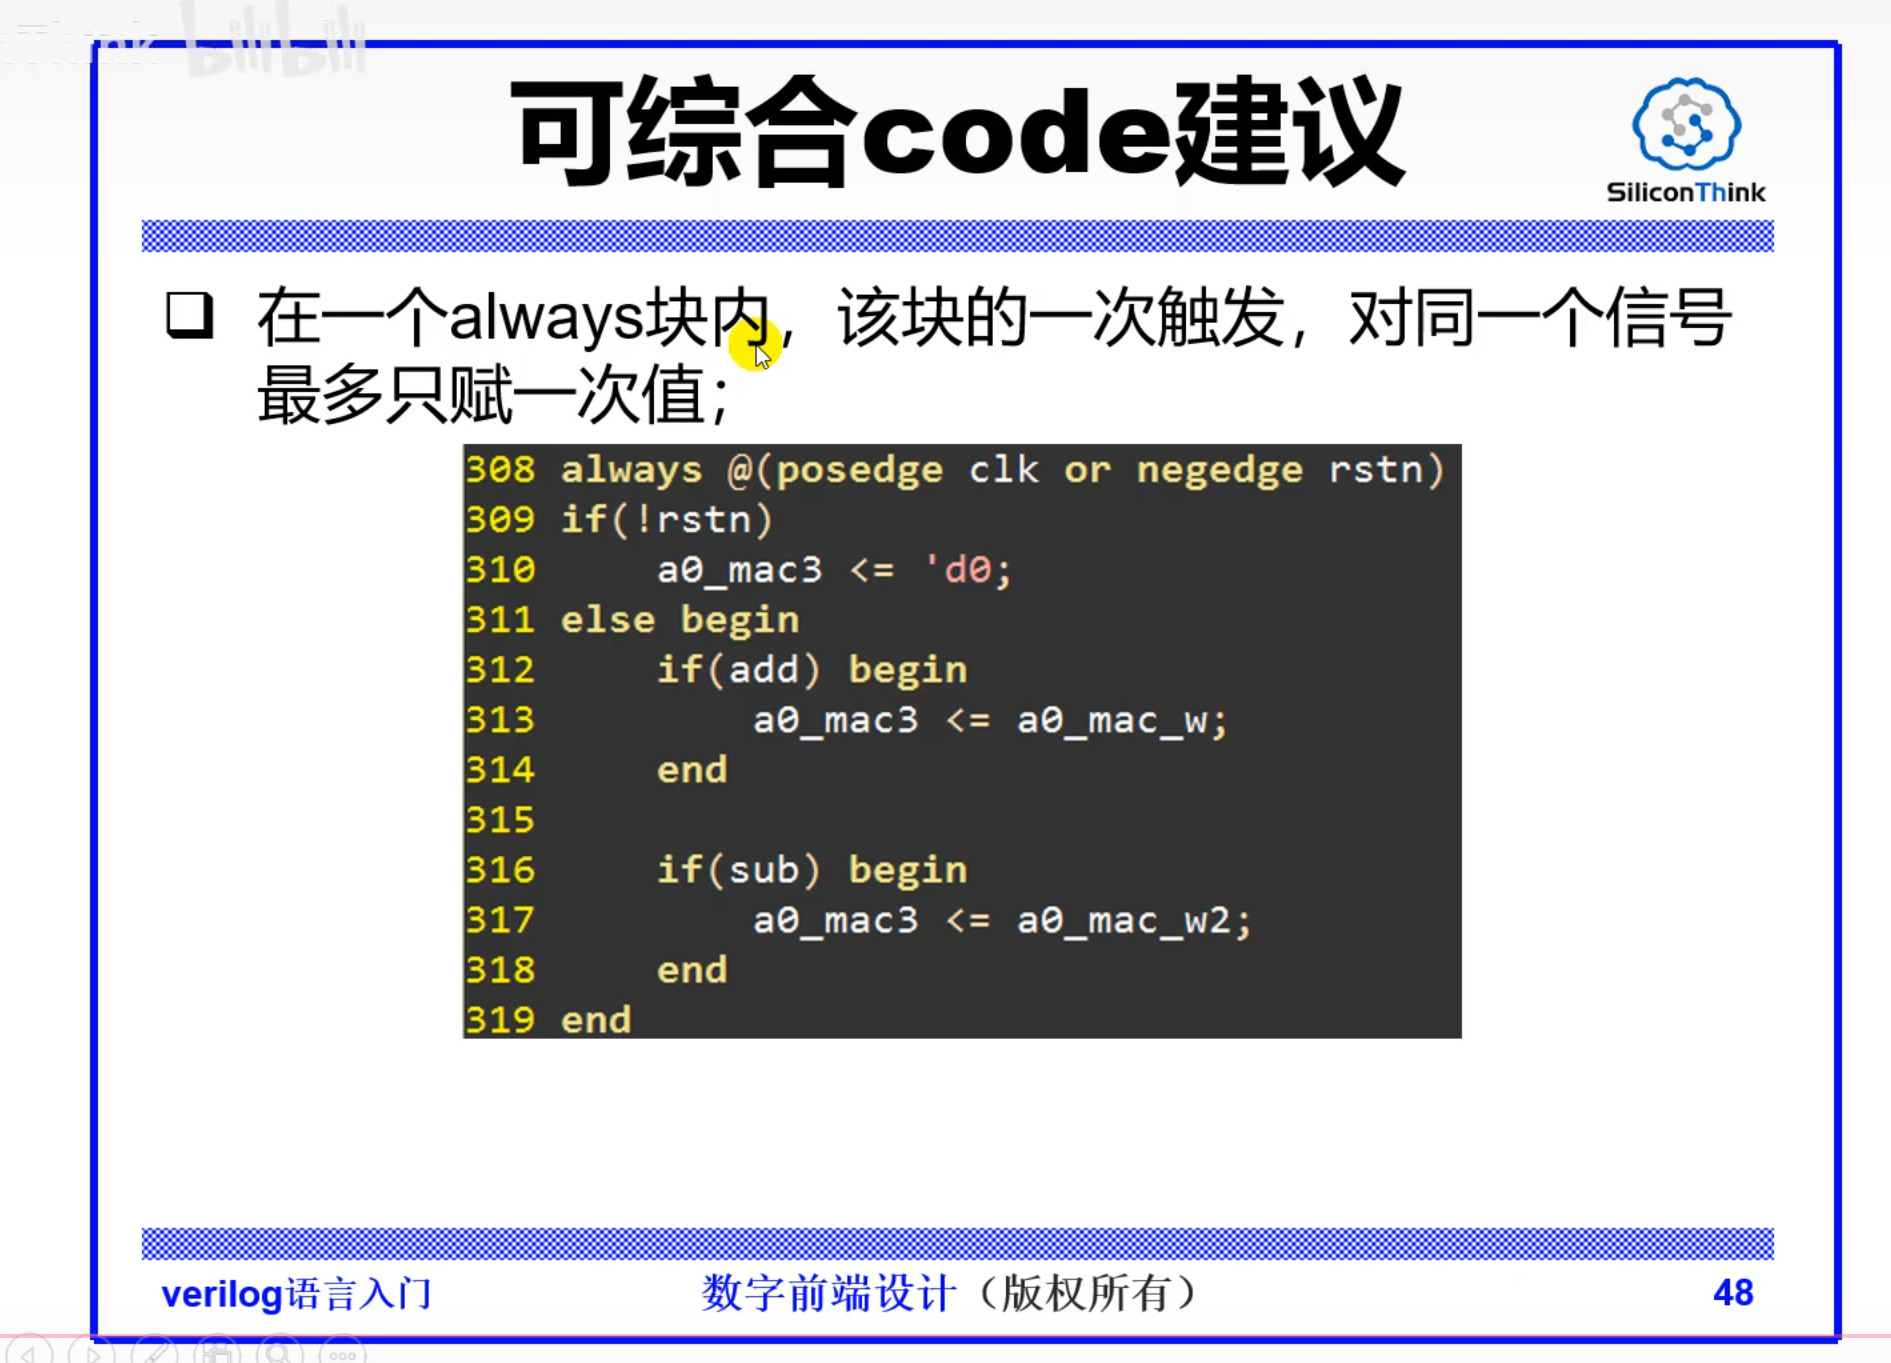 bilibili
可综合code建议
SiliconThink
在一个always块内，该块的一次触发，对同一个信号
最多只赋一次值；
308 always @(posedge clk or negedge rstn)
309 if(!rstn)
310     a0_mac3 <= 'd0;
311 else begin
312     if(add) begin
313         a0_mac3 <= a0_mac_w;
314     end
315
316     if(sub) begin
317         a0_mac3 <= a0_mac_w2;
318     end
319 end
verilog语言入门
数字前端设计（版权所有）
48